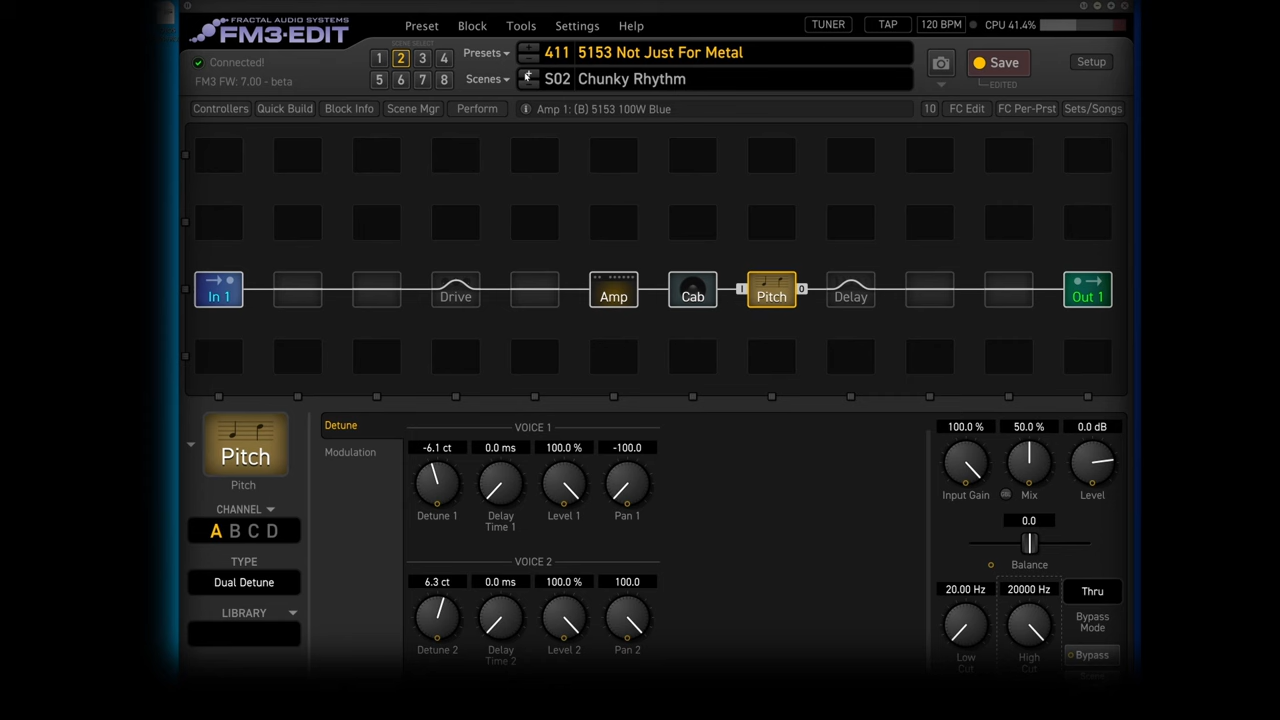 FRACTAL AUDIO SYSTEMS
FM3-EDIT
Preset Block Tools Settings Help
TUNER TAP 120 BPM CPU 41.4%
Connected!
FM3 FW: 7.00 - beta
SCENE SELECT
1 2 3 4
5 6 7 8
Presets 411 5153 Not Just For Metal
Scenes S02 Chunky Rhythm
Save
EDITED
Setup
Controllers Quick Build Block Info Scene Mgr Perform Amp 1: (B) 5153 100W Blue 10 FC Edit FC Per-Prst Sets/Songs
In 1 Drive Amp Cab I Pitch O Delay Out 1
Pitch
Pitch
CHANNEL
A B C D
TYPE
Dual Detune
LIBRARY
Detune
Modulation
VOICE 1
-6.1 ct 0.0 ms 100.0 % -100.0
Detune 1 Delay Time 1 Level 1 Pan 1
VOICE 2
6.3 ct 0.0 ms 100.0 % 100.0
Detune 2 Delay Time 2 Level 2 Pan 2
100.0 % 50.0 % 0.0 dB
Input Gain Mix Level
0.0
Balance
20.00 Hz 20000 Hz Thru
Low Cut High Cut Bypass Mode
Bypass